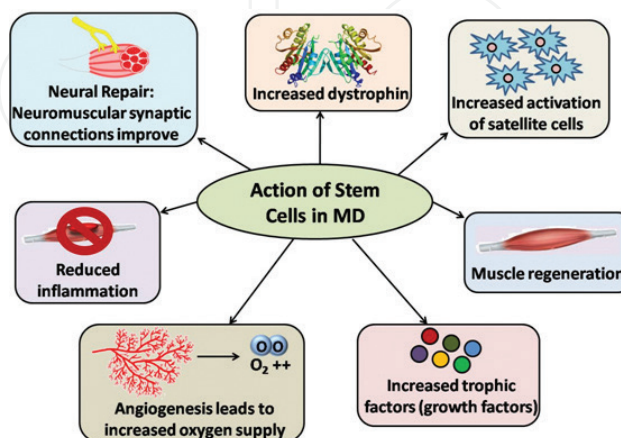 Neural Repair:
Neuromuscular synaptic
connections improve
Increased dystrophin
Increased activation
of satellite cells
Action of Stem
Cells in MD
Reduced
inflammation
Muscle regeneration
O O
O₂ ++
Angiogenesis leads to
increased oxygen supply
Increased trophic
factors (growth factors)